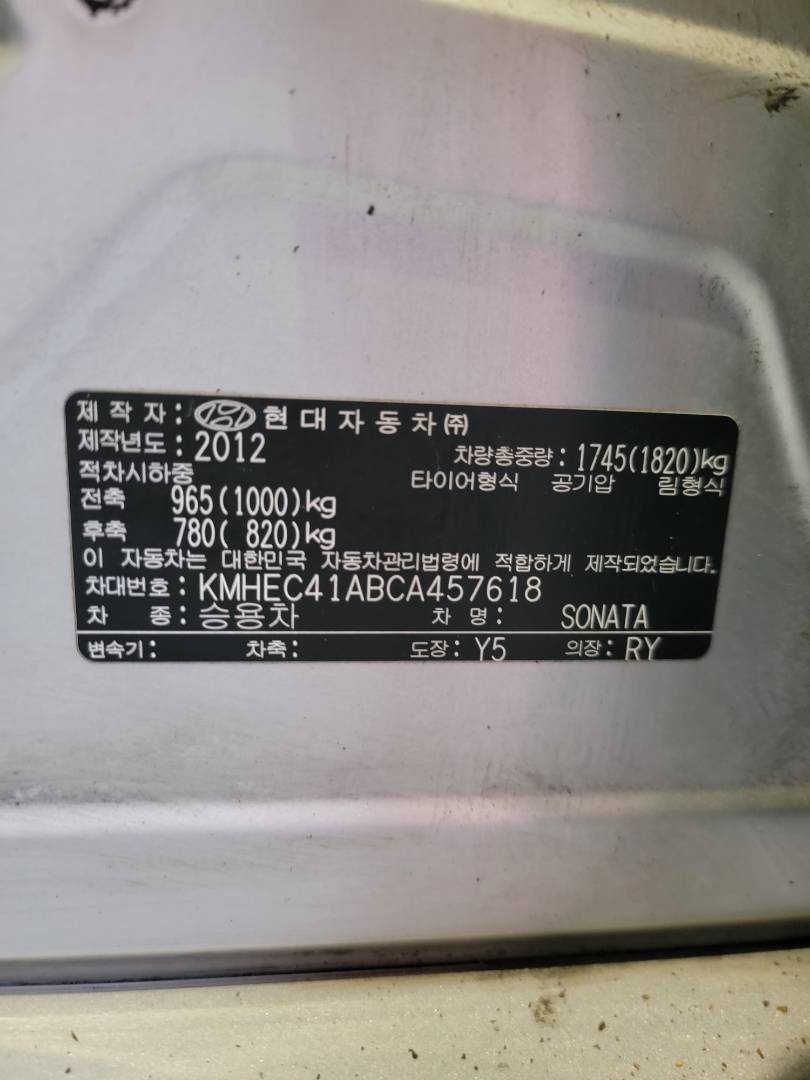 제 작 자 : 현대자동차㈜
제작년도 : 2012
차량총중량 : 1745(1820)kg
적차시하중
타이어형식 공기압 림형식
전축 965(1000)kg
후축 780( 820)kg
이 자동차는 대한민국 자동차관리법령에 적합하게 제작되었습니다.
차대번호 : KMHEC41ABCA457618
차 종 : 승용차 차 명 : SONATA
변속기 : 차축 : 도장 : Y5 의장 : RY